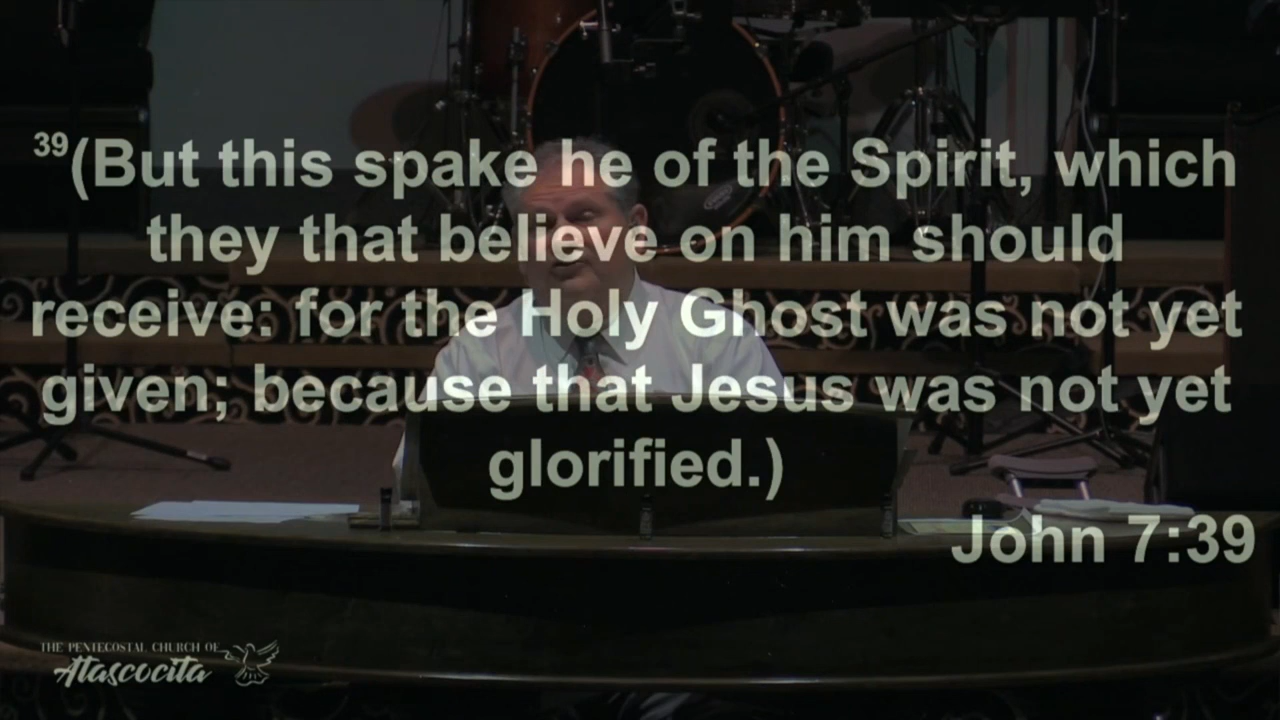 39(But this spake he of the Spirit, which
they that believe on him should
receive: for the Holy Ghost was not yet
given; because that Jesus was not yet
glorified.)
John 7:39
THE PENTECOSTAL CHURCH OF
Atascocita